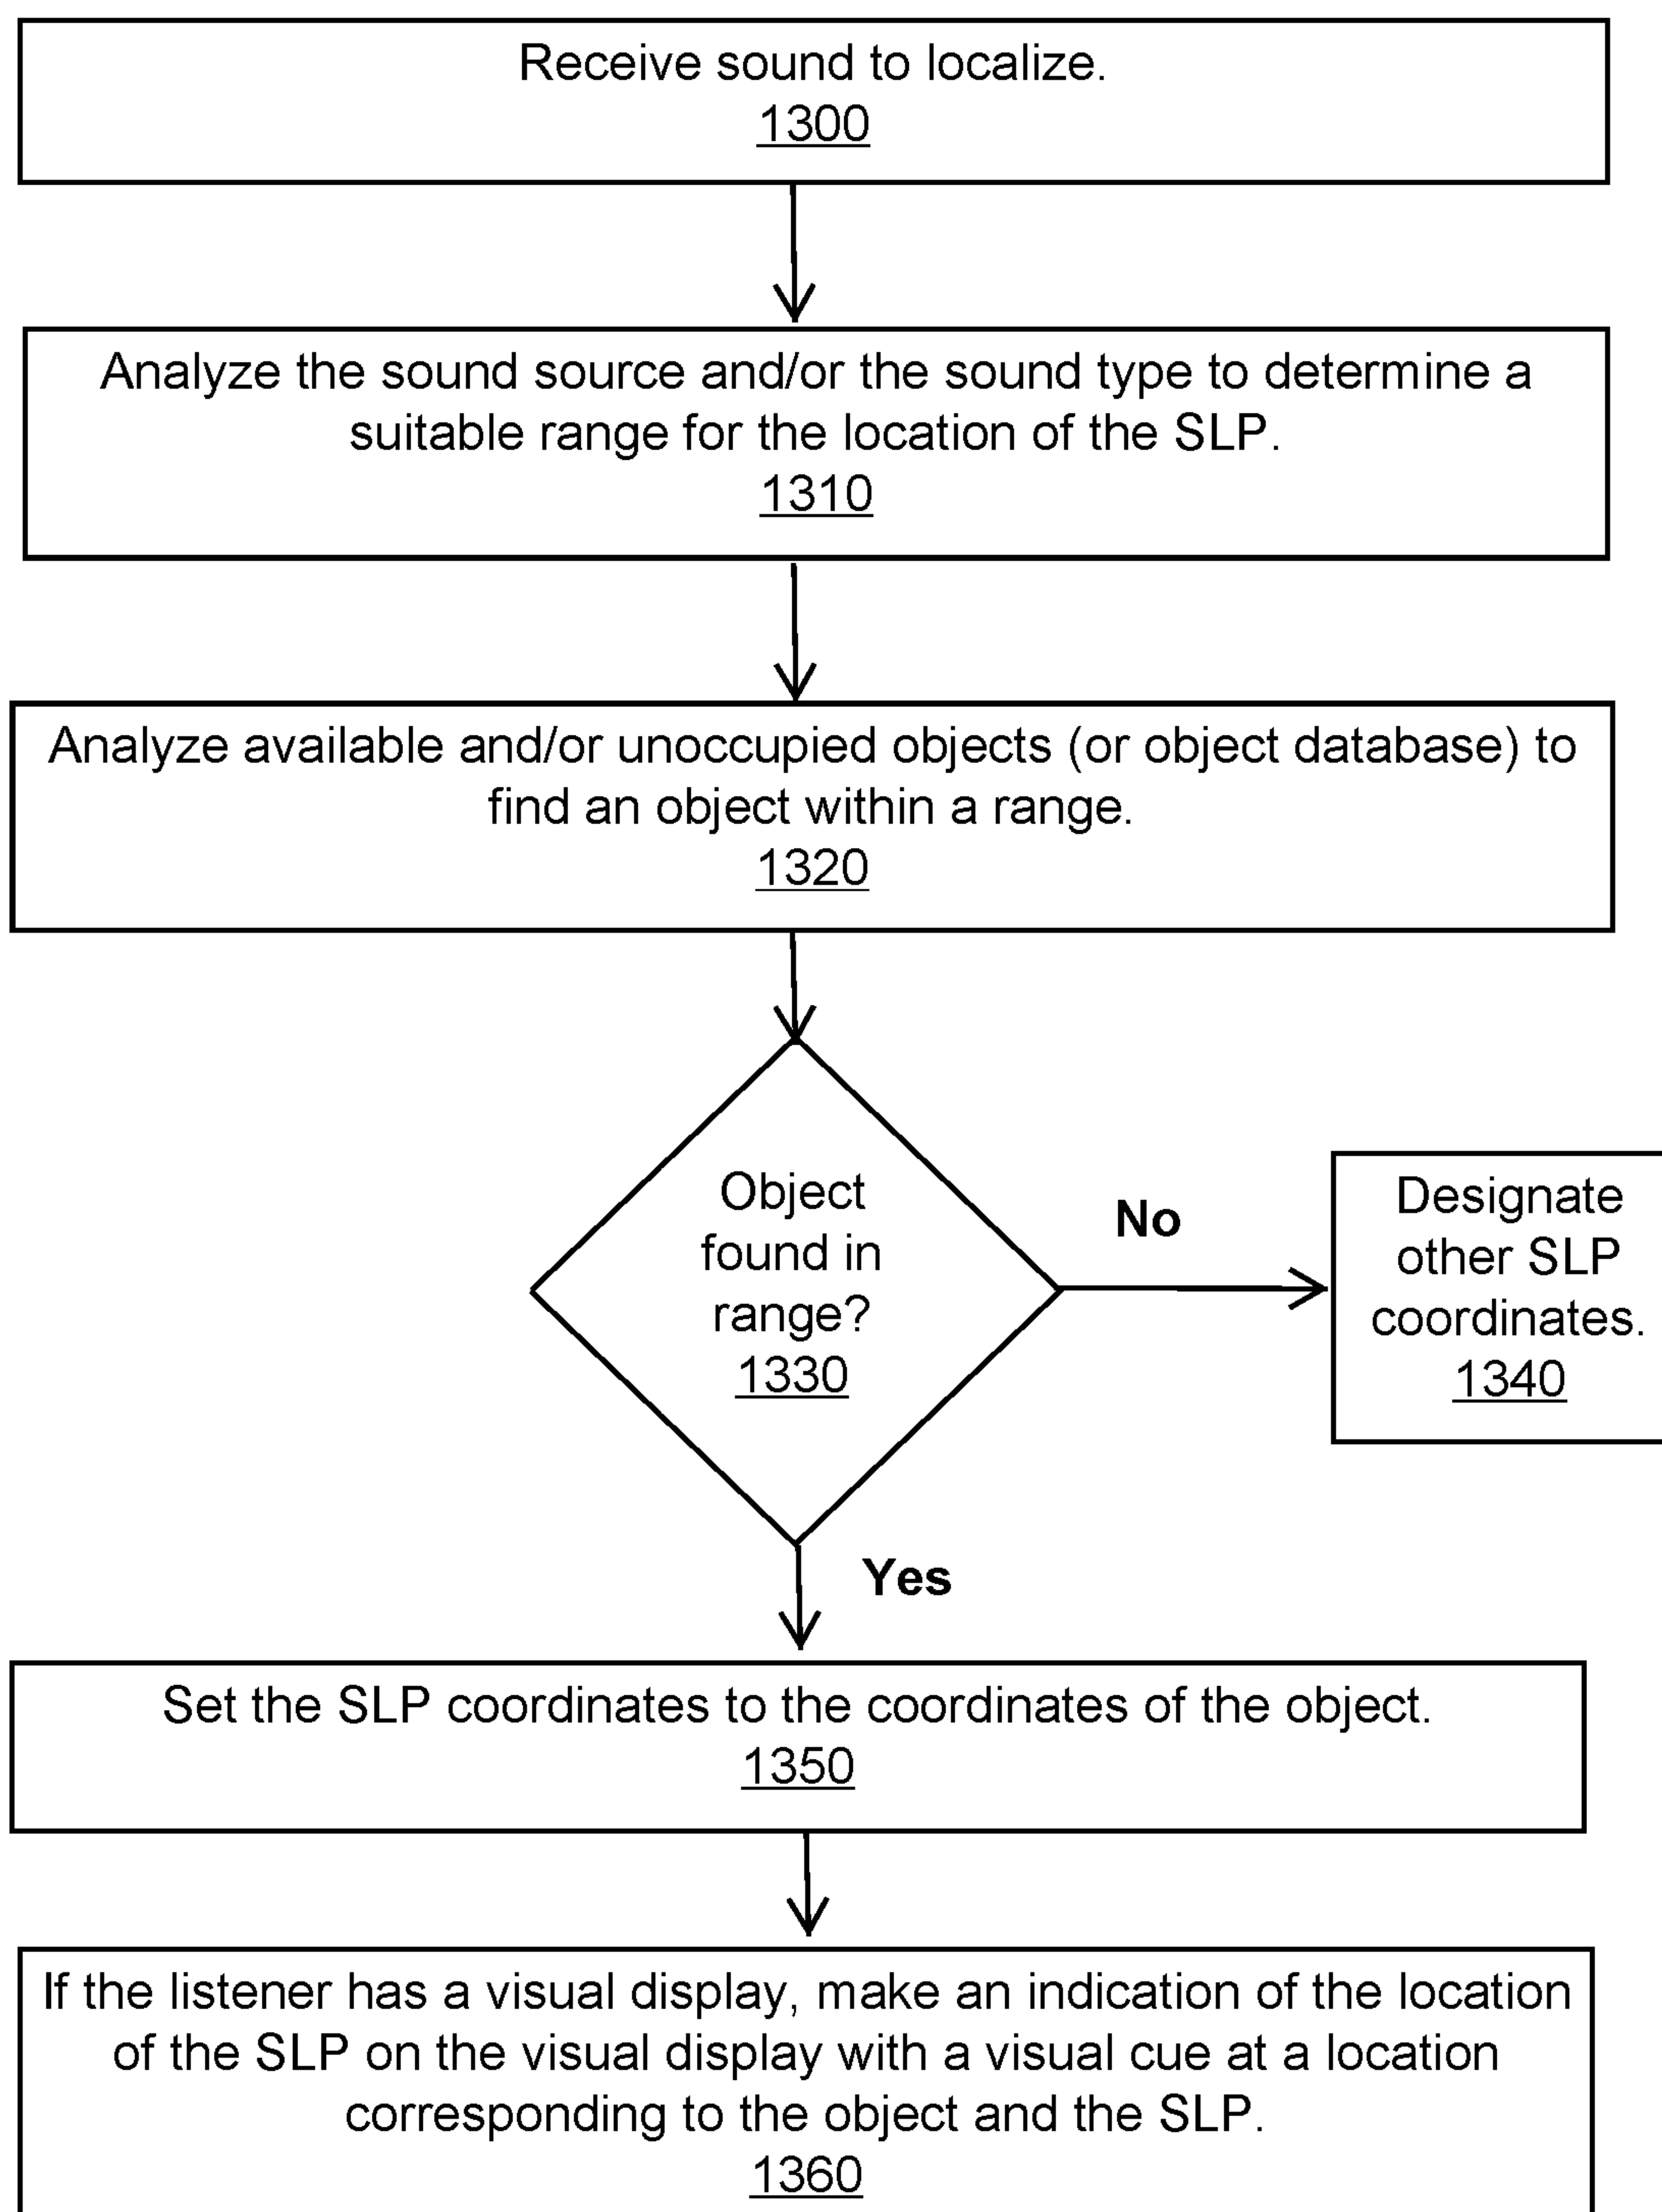 Receive sound to localize.
1300
Analyze the sound source and/or the sound type to determine a
suitable range for the location of the SLP.
1310
Analyze available and/or unoccupied objects (or object database) to
find an object within a range.
1320
Object
found in
range?
1330
No
Designate
other SLP
coordinates.
1340
Yes
Set the SLP coordinates to the coordinates of the object.
1350
If the listener has a visual display, make an indication of the location
of the SLP on the visual display with a visual cue at a location
corresponding to the object and the SLP.
1360